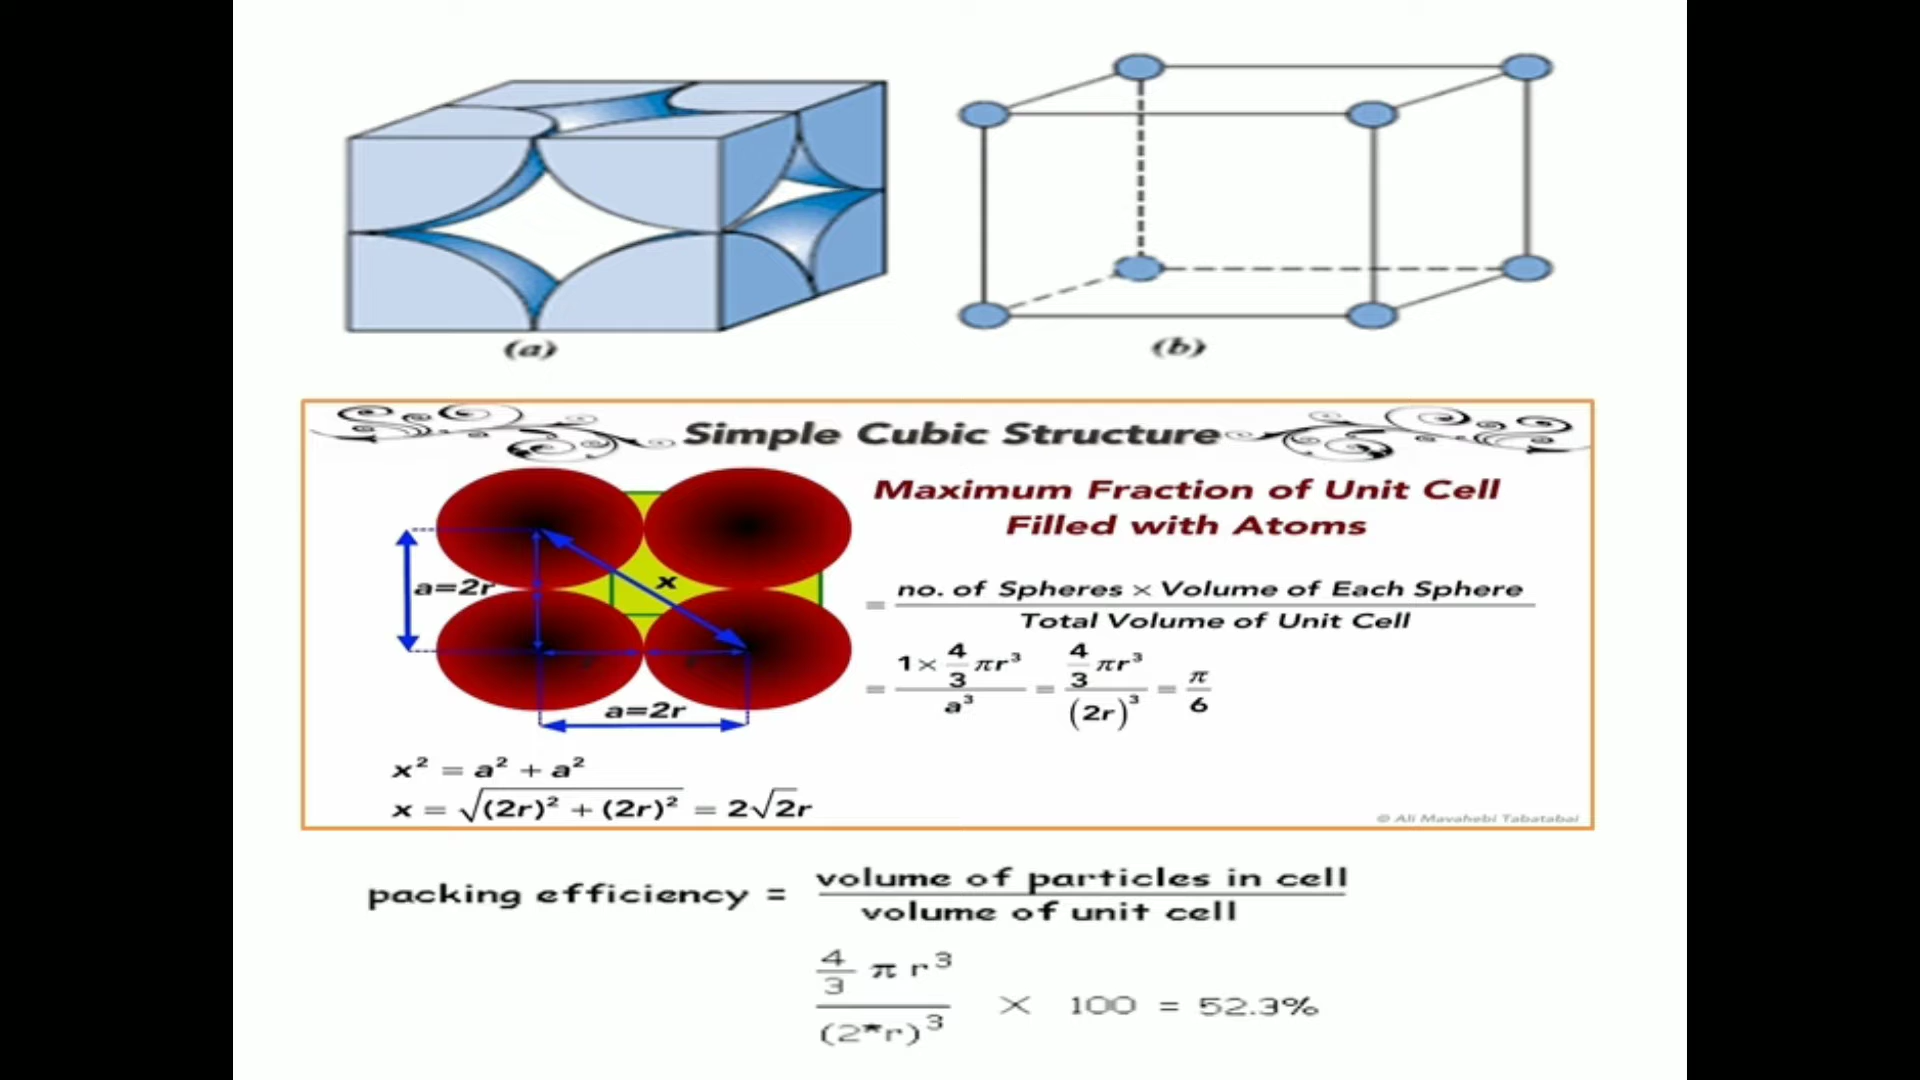 (a)
(b)
Simple Cubic Structure
Maximum Fraction of Unit Cell
Filled with Atoms
a=2r
x
r r
a=2r
= no. of Spheres × Volume of Each Sphere
Total Volume of Unit Cell
= 1 × 4/3 πr³ / a³ = 4/3 πr³ / (2r)³ = π/6
x² = a² + a²
x = √(2r)² + (2r)² = 2√2r
© Ali Mavahebi Tabatabai
packing efficiency = volume of particles in cell
volume of unit cell
4/3 π r³ / (2*r)³ × 100 = 52.3%